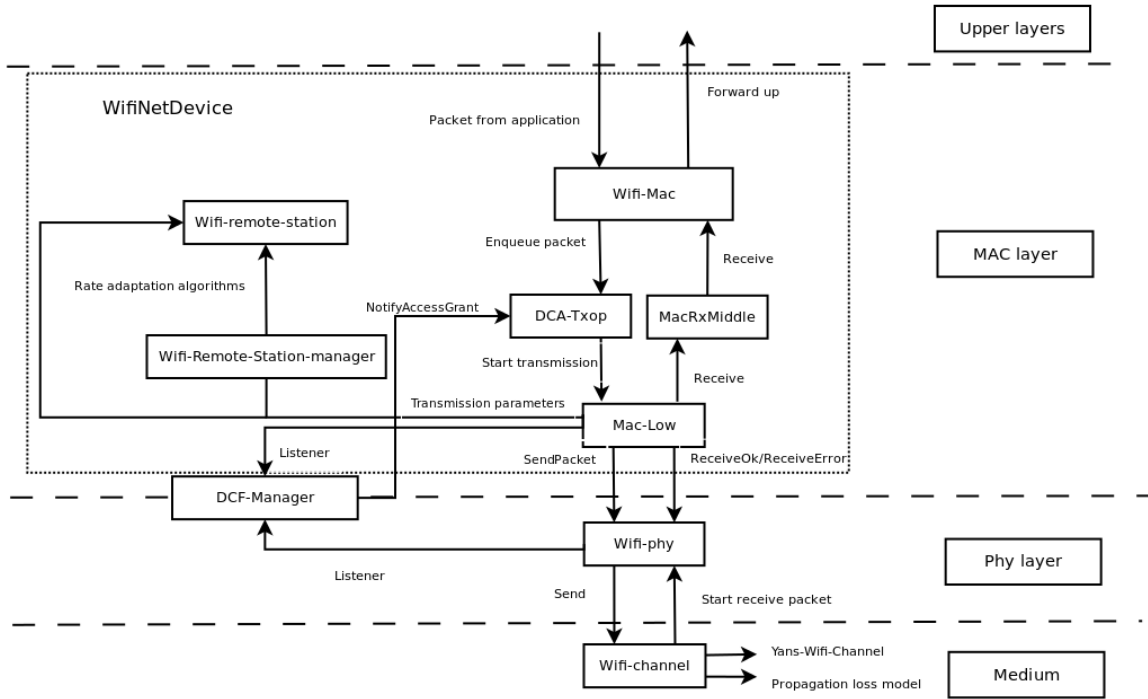 Upper layers
WifiNetDevice
Forward up
Packet from application
Wifi-Mac
Wifi-remote-station
Enqueue packet
MAC layer
Receive
Rate adaptation algorithms
NotifyAccessGrant
DCA-Txop
MacRxMiddle
Wifi-Remote-Station-manager
Start transmission
Receive
Transmission parameters
Mac-Low
Listener
SendPacket
ReceiveOk/ReceiveError
DCF-Manager
Wifi-phy
Phy layer
Listener
Send
Start receive packet
Yans-Wifi-Channel
Wifi-channel
Medium
Propagation loss model